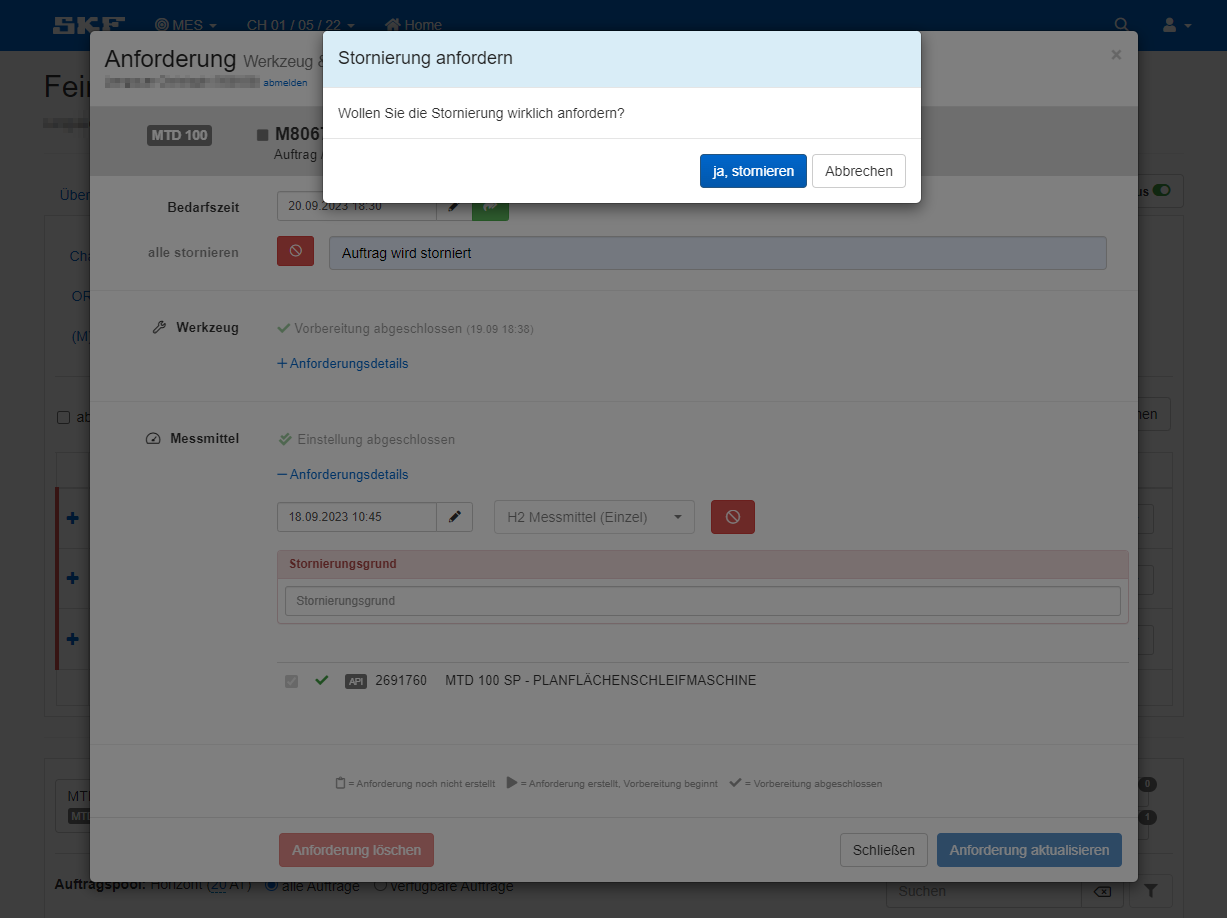 SKF MES CH 01 / 05 / 22 Home
Stornierung anfordern
Wollen Sie die Stornierung wirklich anfordern?
ja, stornieren Abbrechen
Anforderung Werkzeug
abmelden
MTD 100
Auftrag
Bedarfszeit 20.09.2023 18:30
alle stornieren Auftrag wird storniert
Werkzeug Vorbereitung abgeschlossen (19.09 18:38)
+ Anforderungsdetails
Messmittel Einstellung abgeschlossen
− Anforderungsdetails
18.09.2023 10:45 H2 Messmittel (Einzel)
Stornierungsgrund
Stornierungsgrund
API 2691760 MTD 100 SP - PLANFLÄCHENSCHLEIFMASCHINE
= Anforderung noch nicht erstellt = Anforderung erstellt, Vorbereitung beginnt = Vorbereitung abgeschlossen
0
1
Anforderung löschen Schließen Anforderung aktualisieren
Auftragspool: Horizont (20 AT) alle Aufträge verfügbare Aufträge Suchen